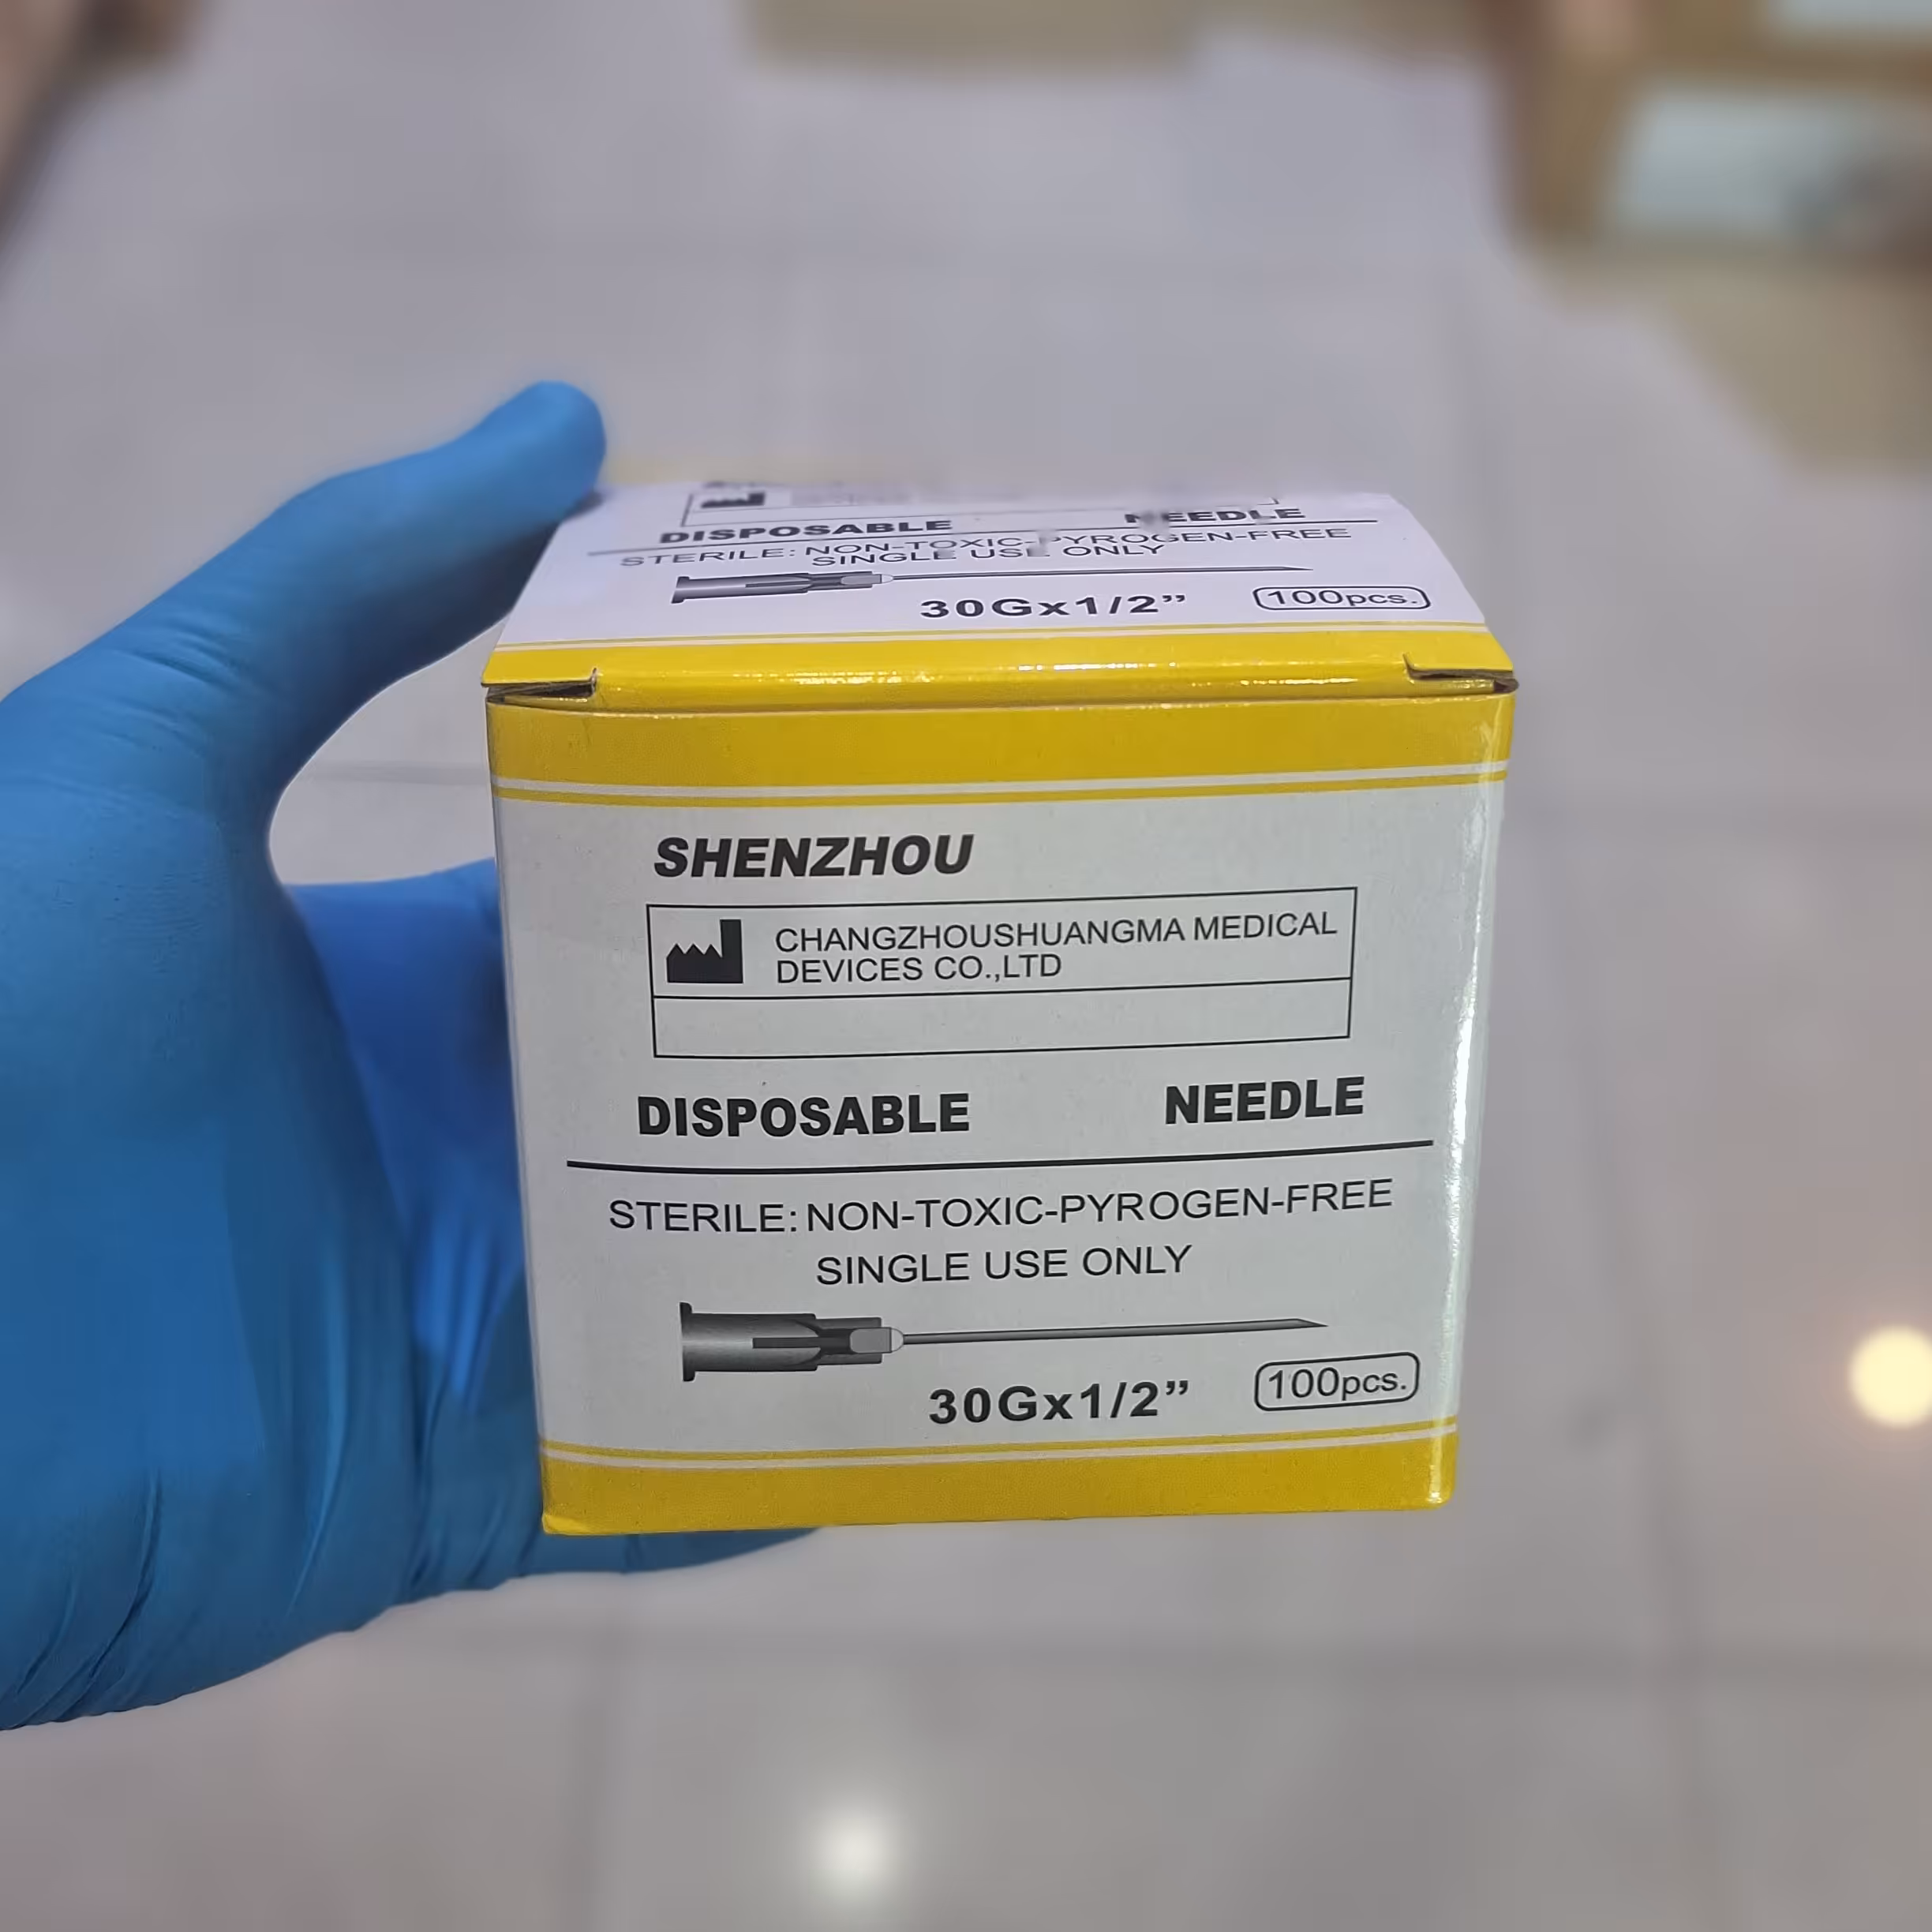 DISPOSABLE NEEDLE
STERILE: NON-TOXIC-PYROGEN-FREE
SINGLE USE ONLY
30Gx1/2”
100pcs.
SHENZHOU
CHANGZHOUSHUANGMA MEDICAL
DEVICES CO.,LTD
DISPOSABLE NEEDLE
STERILE: NON-TOXIC-PYROGEN-FREE
SINGLE USE ONLY
30Gx1/2”
100pcs.